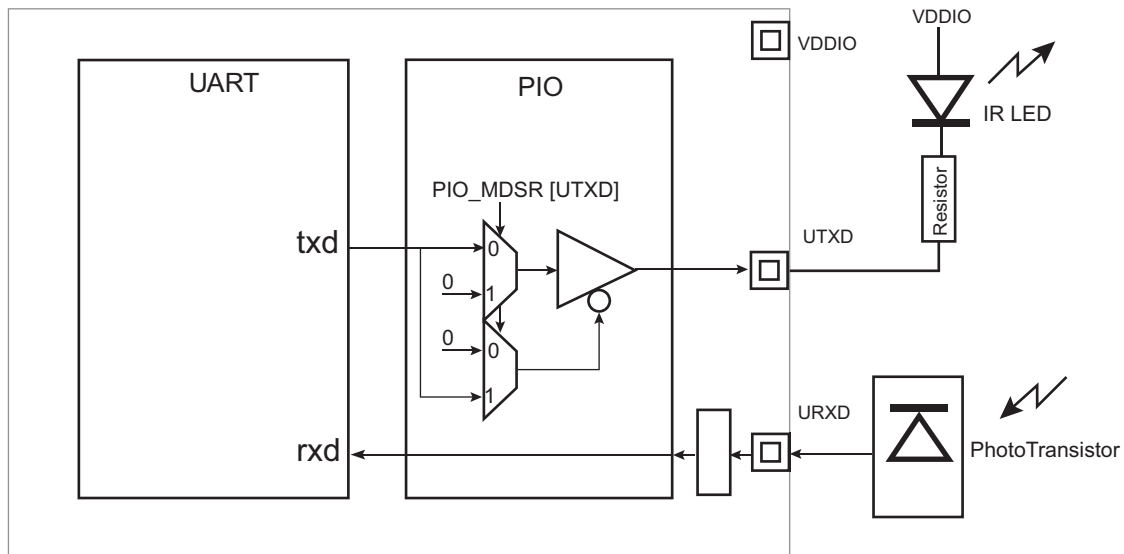 VDDIO
VDDIO
UART
PIO
IR LED
PIO_MDSR [UTXD]
Resistor
txd
0
UTXD
0
1
0
0
1
URXD
rxd
PhotoTransistor